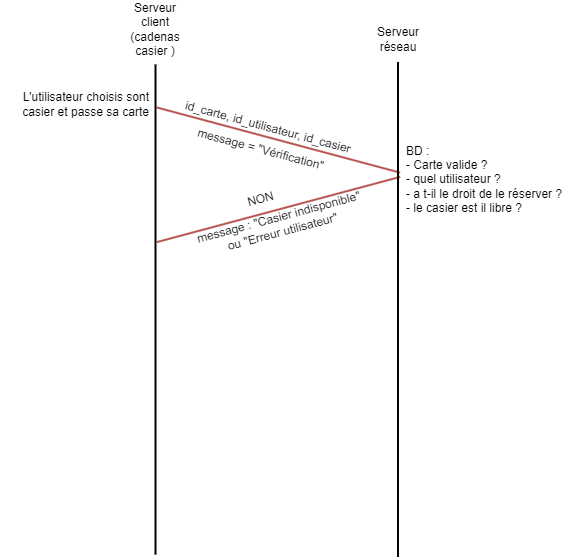 Serveur
client
(cadenas
casier )
Serveur
réseau
L'utilisateur choisis sont
casier et passe sa carte
id_carte, id_utilisateur, id_casier
message = "Vérification"
BD :
- Carte valide ?
- quel utilisateur ?
- a t-il le droit de le réserver ?
- le casier est il libre ?
NON
message : "Casier indisponible"
ou "Erreur utilisateur"